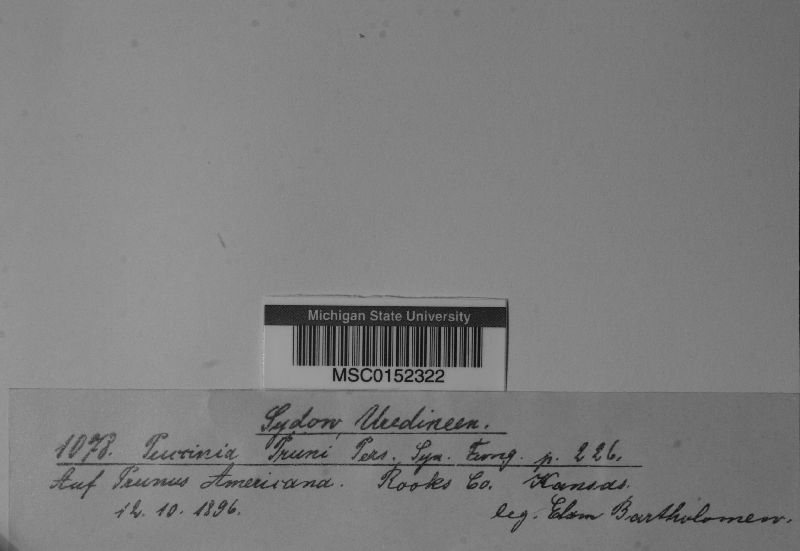 Michigan State University
MSC0152322
Sydow, Uredineen.
1078. Puccinia Pruni Pers. Syn. Fung. p. 226.
Auf Prunus Americana. Rooks Co. Kansas.
12. 10. 1896. leg. Elam Bartholomew.